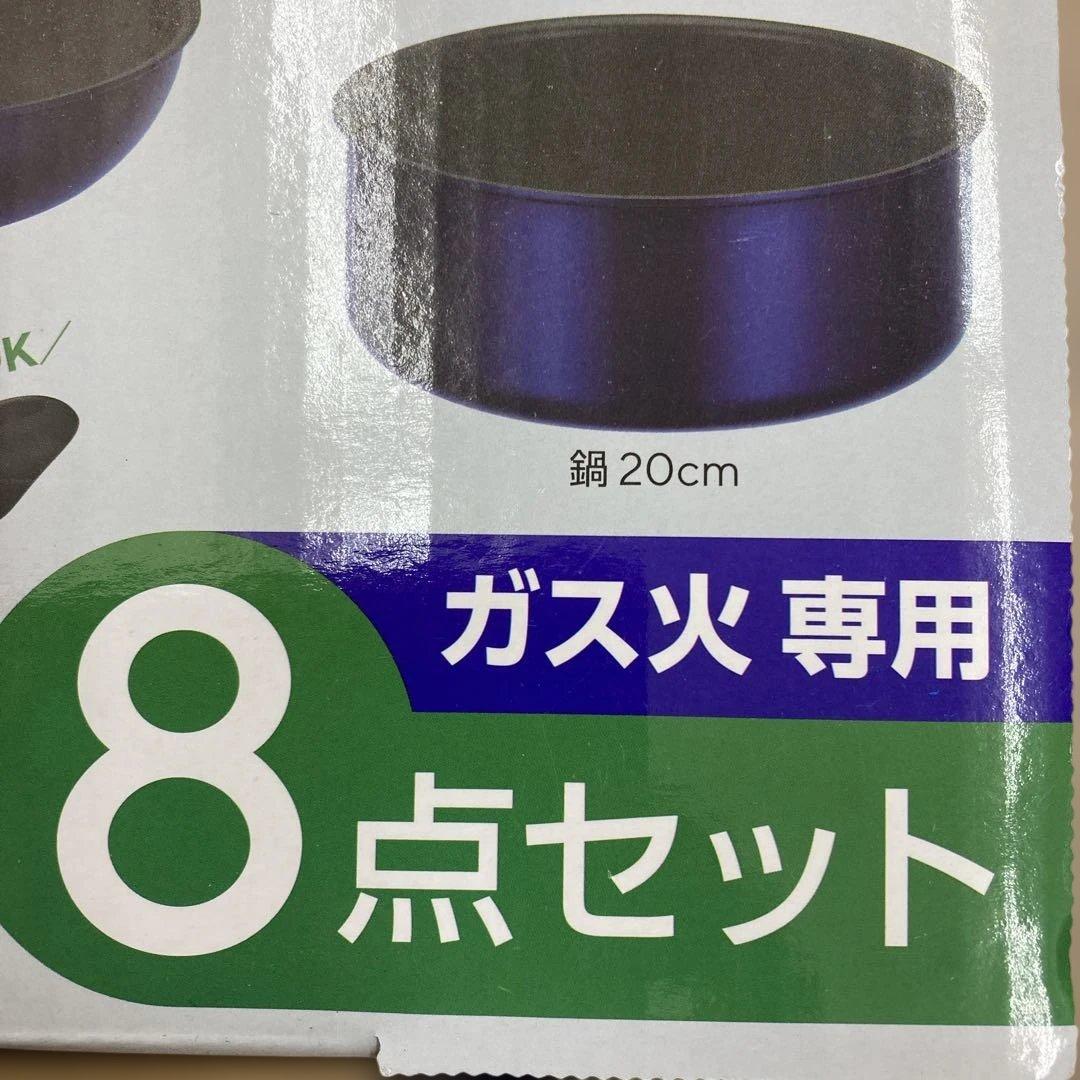 鍋 20cm
ガス火 専用
8点セット